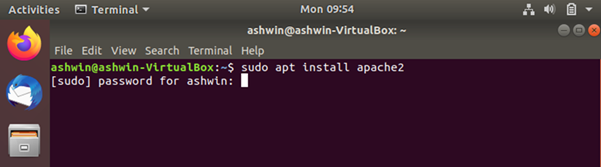 Activities Terminal Mon 09:54
ashwin@ashwin-VirtualBox: ~
File Edit View Search Terminal Help
ashwin@ashwin-VirtualBox:~$ sudo apt install apache2
[sudo] password for ashwin: